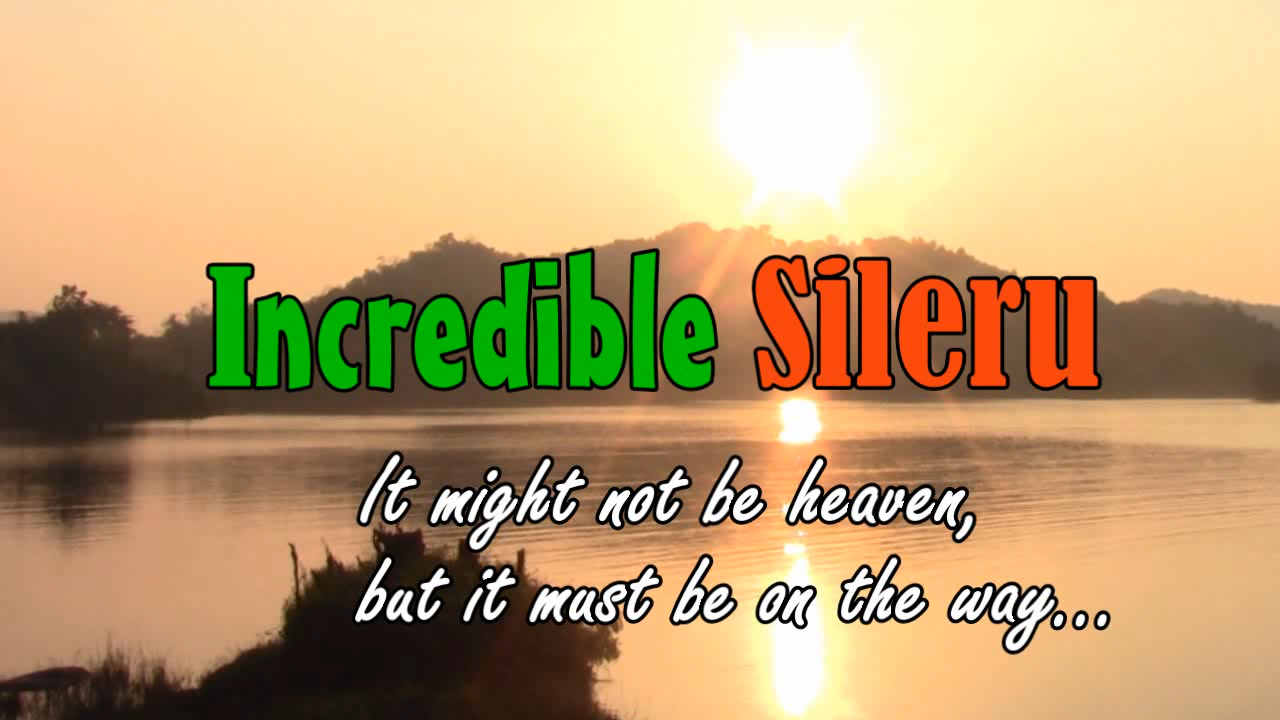 Incredible Sileru
It might not be heaven,
but it must be on the way...